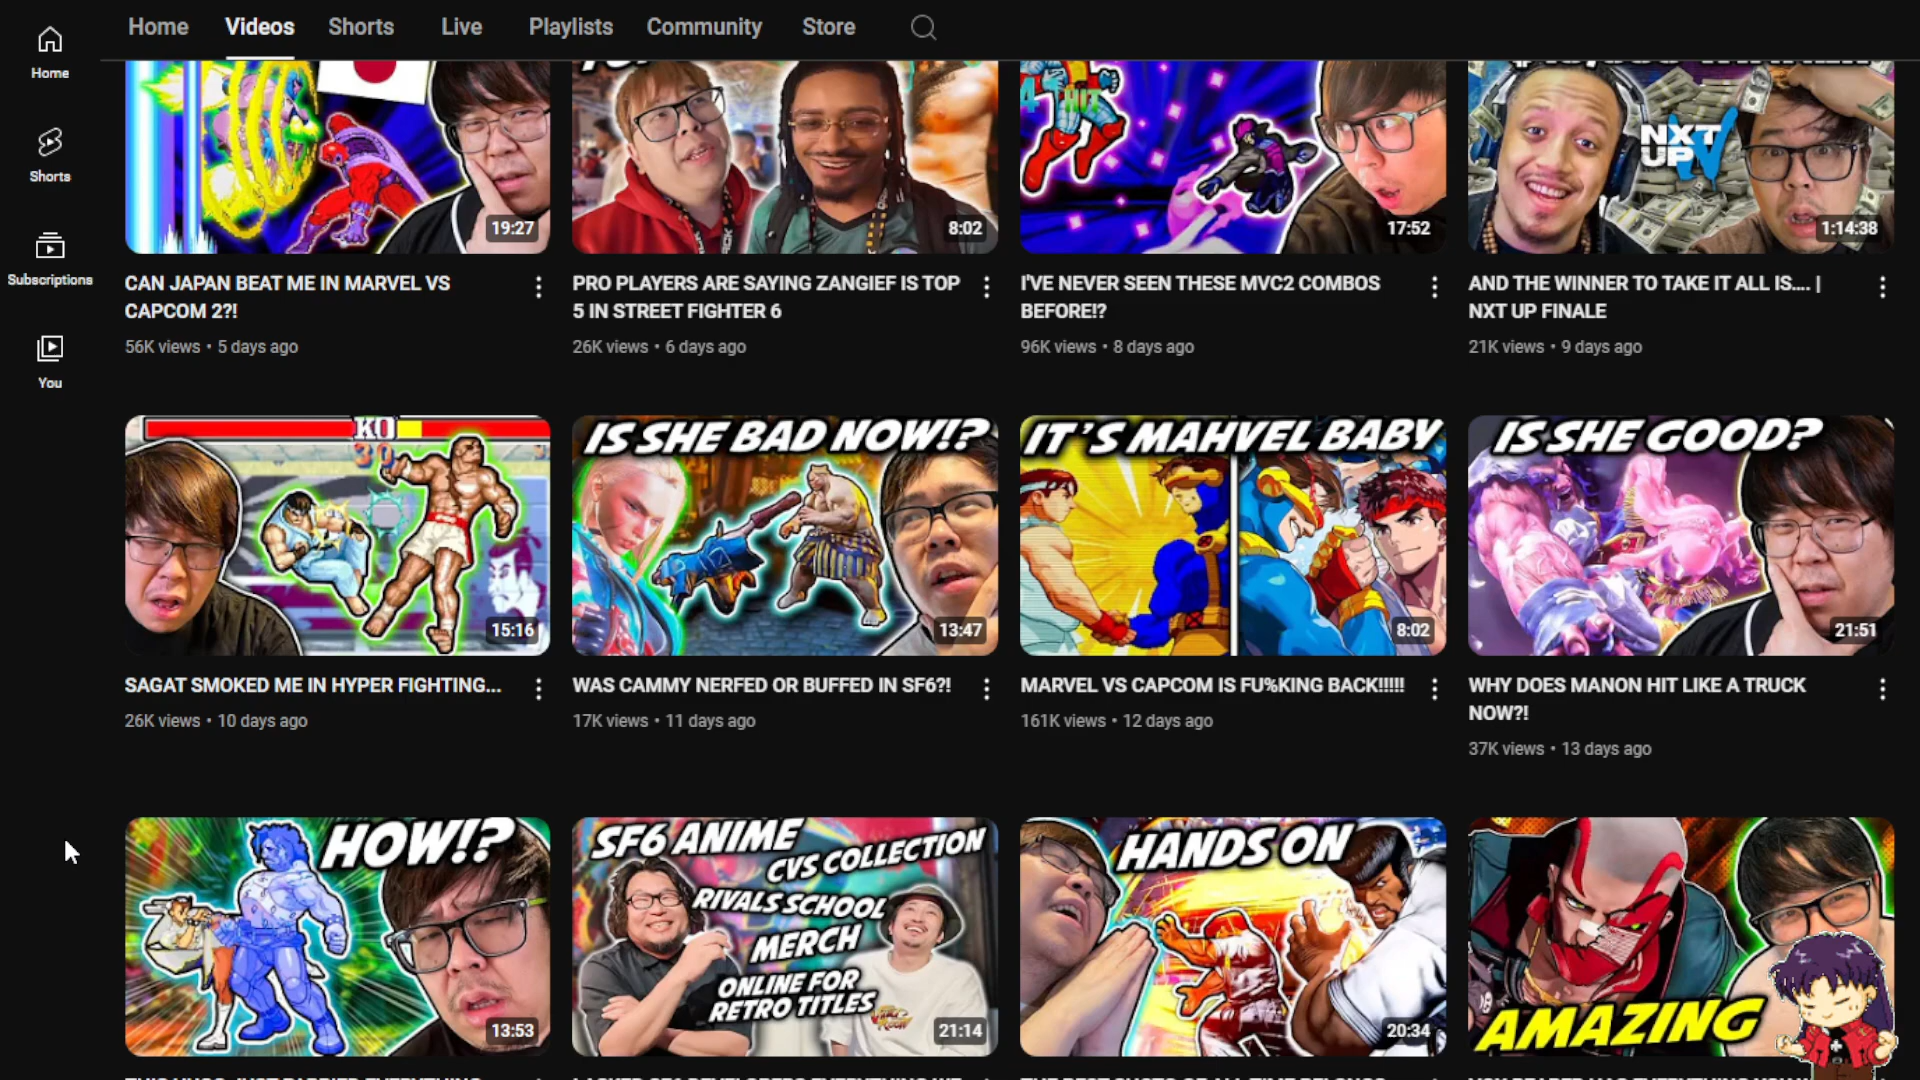 Home
Videos
Shorts
Live
Playlists
Community
Store
Home
Shorts
Subscriptions
You
19:27
8:02
HIT
17:52
NXT
UP
1:14:38
CAN JAPAN BEAT ME IN MARVEL VS
CAPCOM 2?!
56K views • 5 days ago
PRO PLAYERS ARE SAYING ZANGIEF IS TOP
5 IN STREET FIGHTER 6
26K views • 6 days ago
I'VE NEVER SEEN THESE MVC2 COMBOS
BEFORE!?
96K views • 8 days ago
AND THE WINNER TO TAKE IT ALL IS.... |
NXT UP FINALE
21K views • 9 days ago
KO
30
15:16
IS SHE BAD NOW!?
13:47
IT'S MAHVEL BABY
8:02
IS SHE GOOD?
21:51
SAGAT SMOKED ME IN HYPER FIGHTING...
26K views • 10 days ago
WAS CAMMY NERFED OR BUFFED IN SF6?!
17K views • 11 days ago
MARVEL VS CAPCOM IS FU%KING BACK!!!!!
161K views • 12 days ago
WHY DOES MANON HIT LIKE A TRUCK
NOW?!
37K views • 13 days ago
HOW!?
13:53
SF6 ANIME
CVS COLLECTION
RIVALS SCHOOL
MERCH
ONLINE FOR
RETRO TITLES
21:14
HANDS ON
20:34
AMAZING